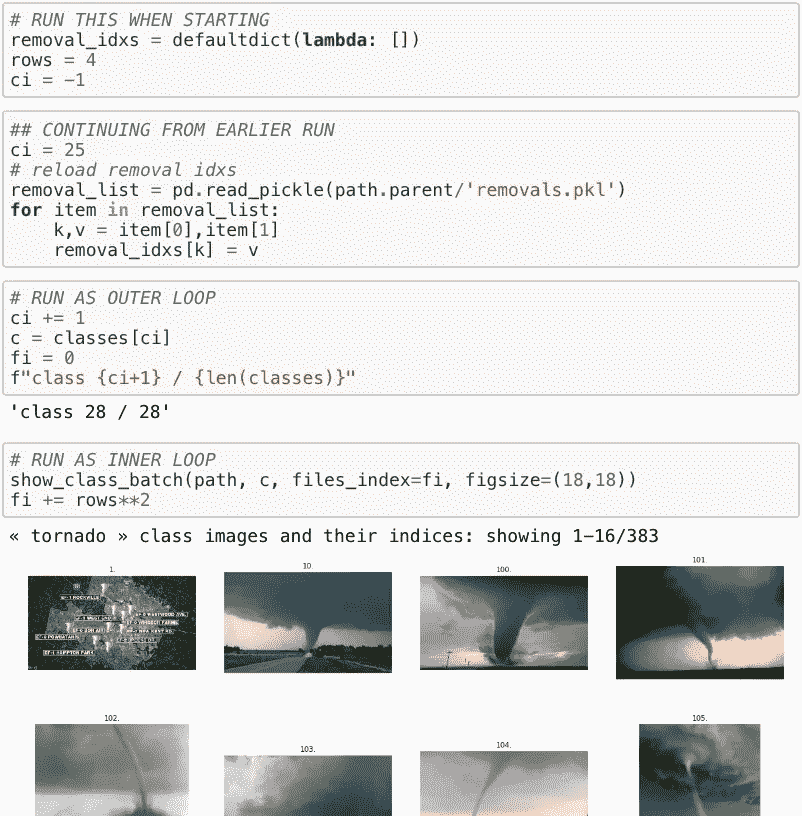 # RUN THIS WHEN STARTING
removal_idxs = defaultdict(lambda: [])
rows = 4
ci = -1
## CONTINUING FROM EARLIER RUN
ci = 25
# reload removal idxs
removal_list = pd.read_pickle(path.parent/'removals.pkl')
for item in removal_list:
    k,v = item[0],item[1]
    removal_idxs[k] = v
# RUN AS OUTER LOOP
ci += 1
c = classes[ci]
fi = 0
f"class {ci+1} / {len(classes)}"
'class 28 / 28'
# RUN AS INNER LOOP
show_class_batch(path, c, files_index=fi, figsize=(18,18))
fi += rows**2
« tornado » class images and their indices: showing 1-16/383
1. 10. 100. 101.
102. 103. 104. 105.